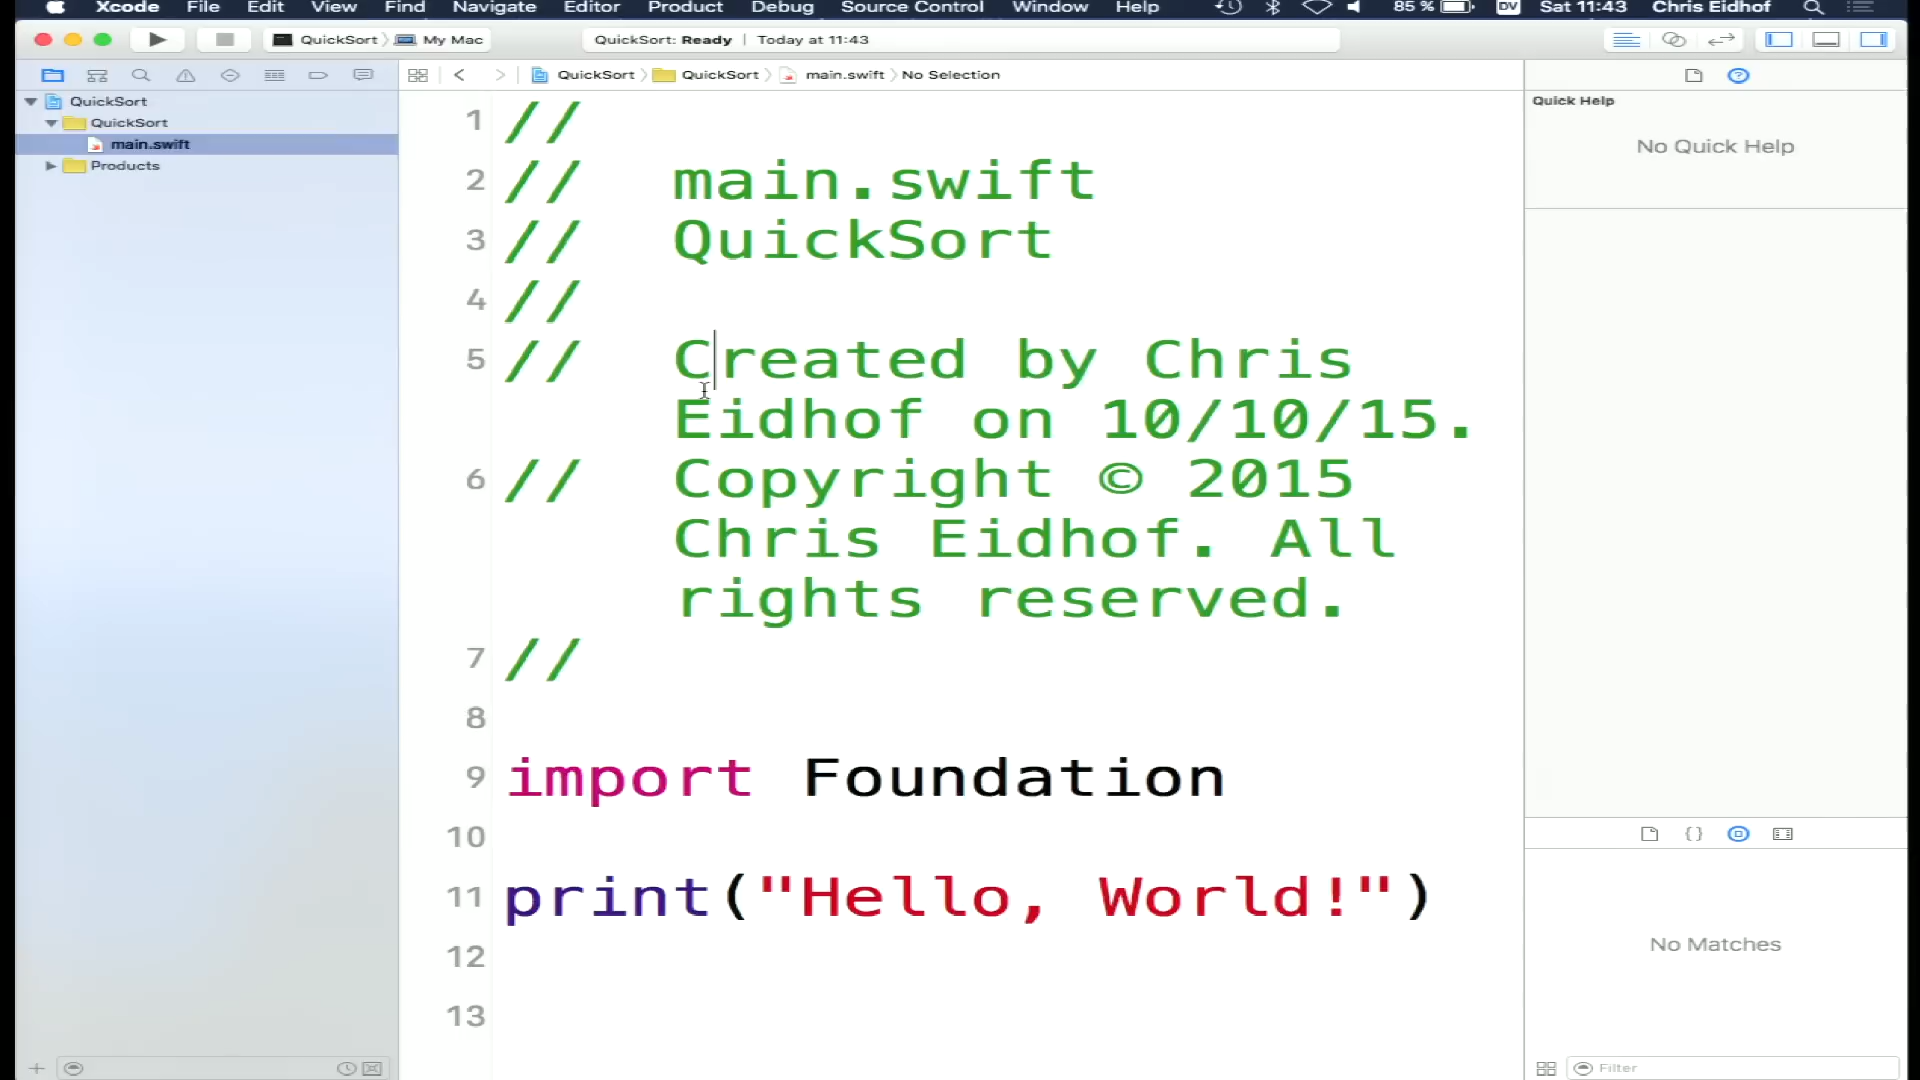 Xcode File Edit View Find Navigate Editor Product Debug Source Control Window Help 85 % DV Sat 11:43 Chris Eidhof
QuickSort My Mac QuickSort: Ready | Today at 11:43
QuickSort QuickSort main.swift No Selection
QuickSort
QuickSort
main.swift
Products
1 //
2 // main.swift
3 // QuickSort
4 //
5 // Created by Chris
Eidhof on 10/10/15.
6 // Copyright © 2015
Chris Eidhof. All
rights reserved.
7 //
8
9 import Foundation
10
11 print("Hello, World!")
12
13
Quick Help
No Quick Help
{ }
No Matches
Filter